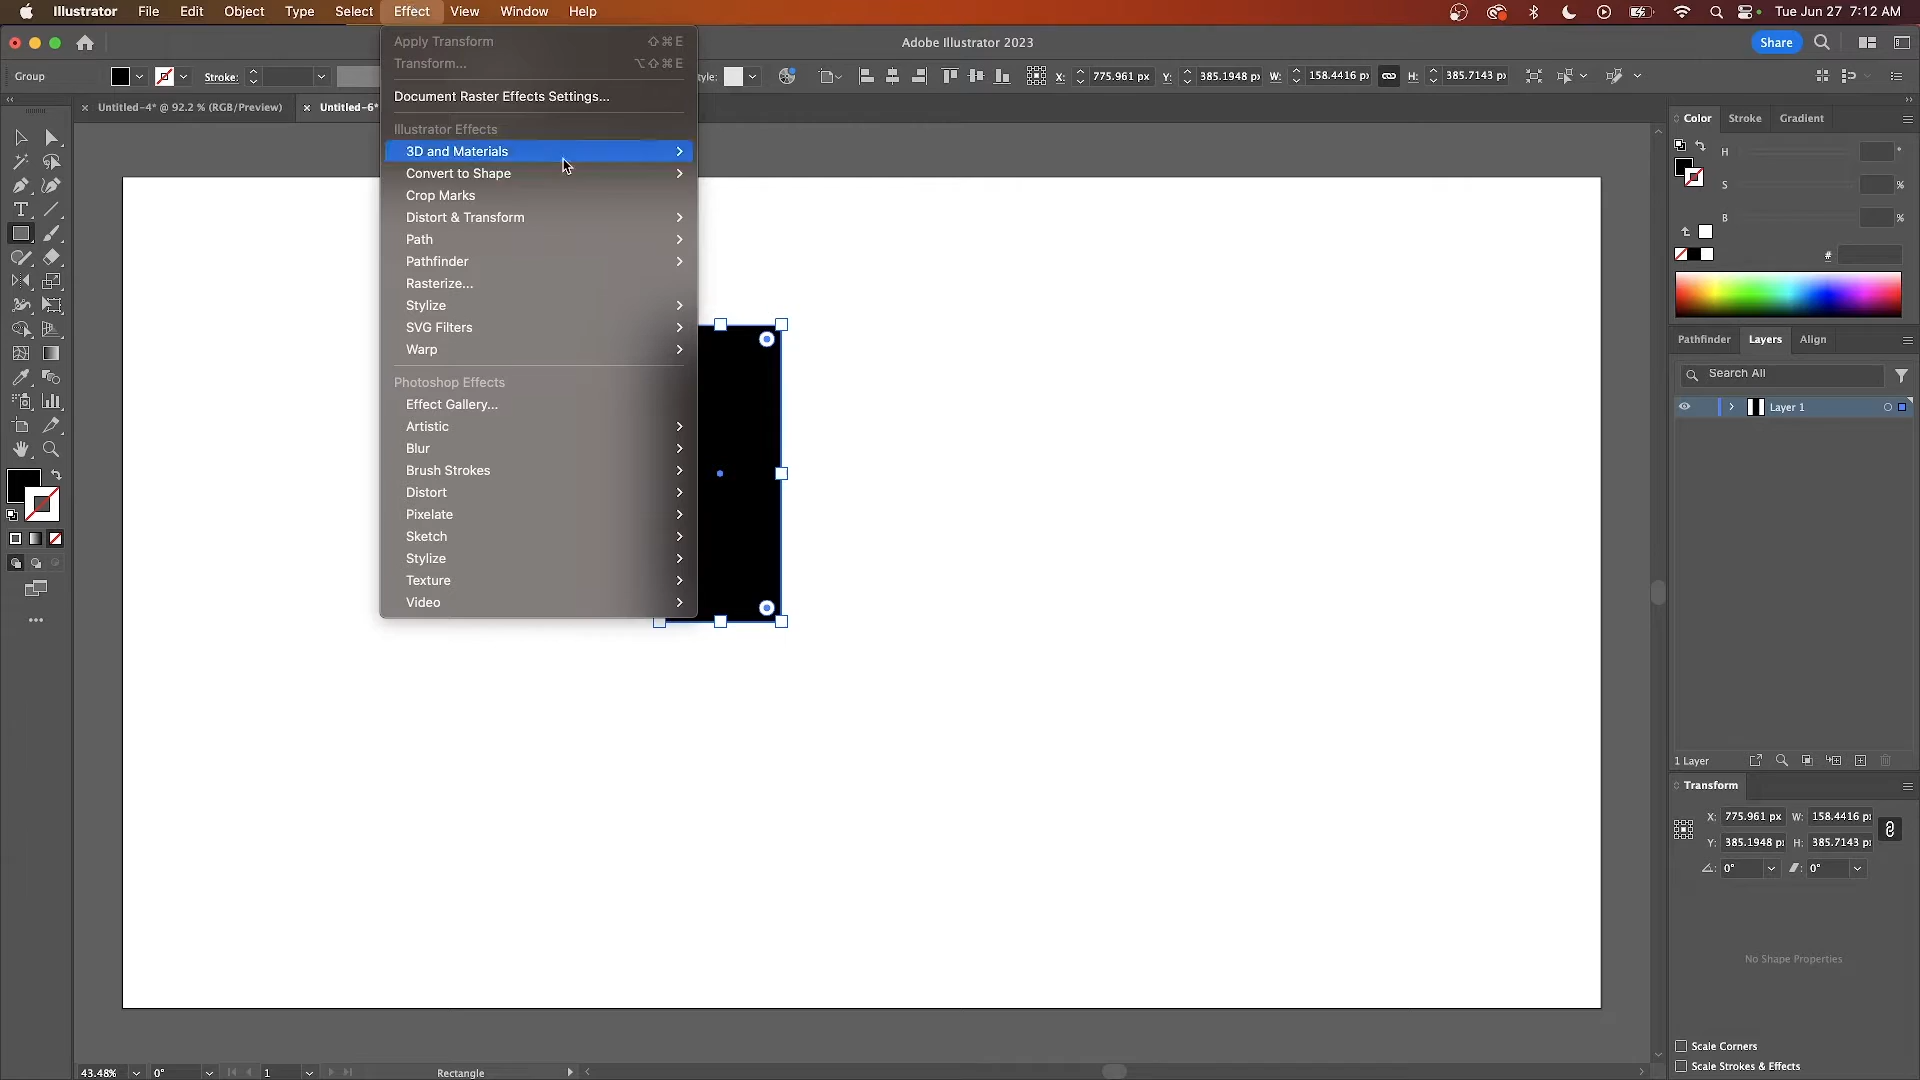 Illustrator File Edit Object Type Select Effect View Window Help Tue Jun 27 7:12 AM
Adobe Illustrator 2023 Share
Group Stroke: yle: X: 775.961 px Y: 385.1948 p W: 158.4416 p H: 385.7143 p
× Untitled-4* @ 92.2 % (RGB/Preview) × Untitled-6*
Apply Transform ⇧⌘E
Transform... ⌥⇧⌘E
Document Raster Effects Settings...
Illustrator Effects
3D and Materials
Convert to Shape
Crop Marks
Distort & Transform
Path
Pathfinder
Rasterize...
Stylize
SVG Filters
Warp
Photoshop Effects
Effect Gallery...
Artistic
Blur
Brush Strokes
Distort
Pixelate
Sketch
Stylize
Texture
Video
Color Stroke Gradient
H °
S %
B %
#
Pathfinder Layers Align
Search All
Layer 1
1 Layer
Transform
X: 775.961 px W: 158.4416 p
Y: 385.1948 p H: 385.7143 p
0° 0°
No Shape Properties
Scale Corners
Scale Strokes & Effects
43.48% 0° 1 Rectangle